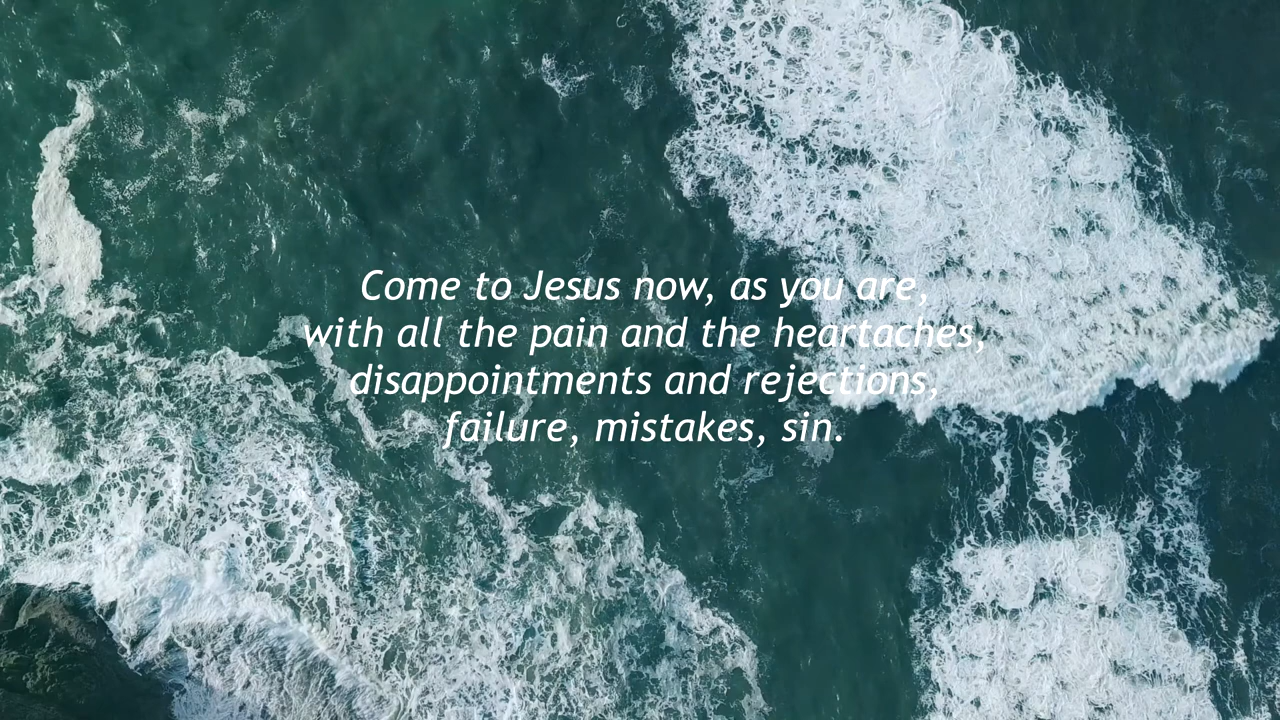 Come to Jesus now, as you are,
with all the pain and the heartaches,
disappointments and rejections,
failure, mistakes, sin.